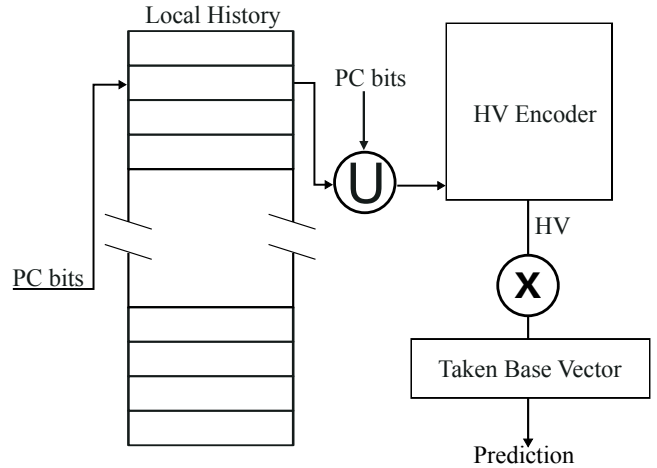 Local History
PC bits
HV Encoder
U
PC bits
HV
X
Taken Base Vector
Prediction